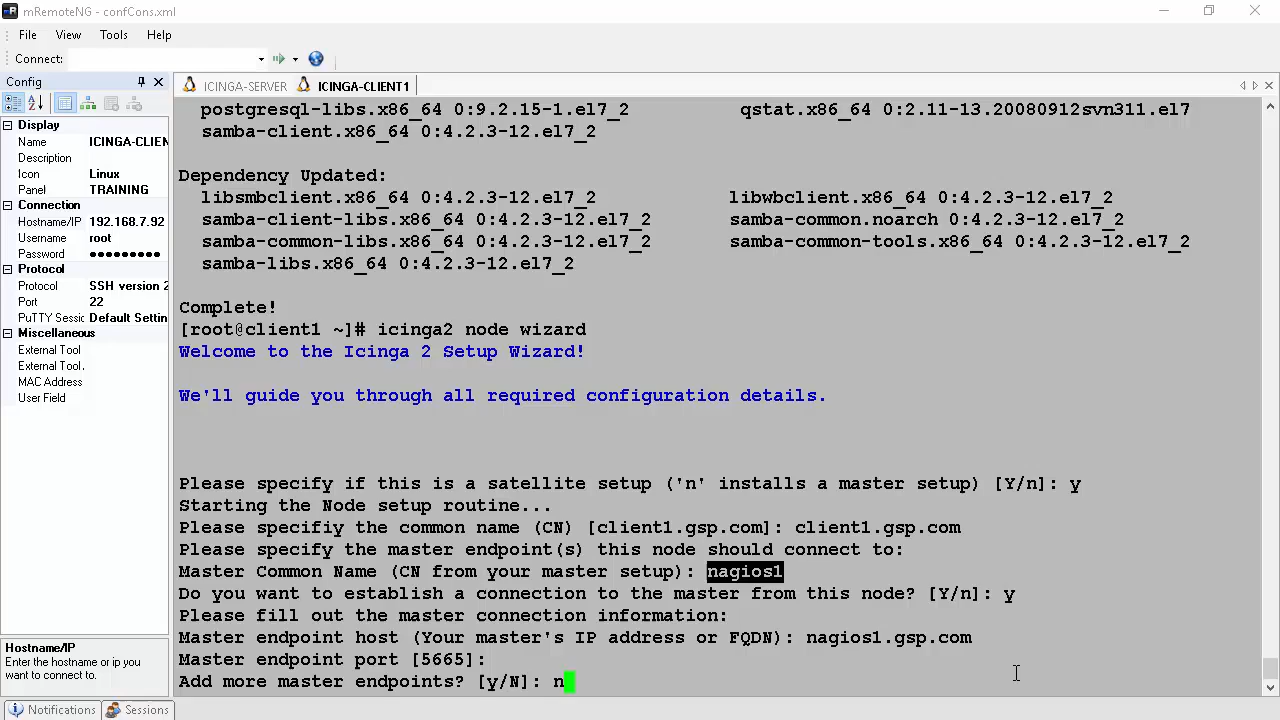 mRemoteNG - confCons.xml
File View Tools Help
Connect:
Config
ICINGA-SERVER ICINGA-CLIENT1
Display
Name ICINGA-CLIEN
Description
Icon Linux
Panel TRAINING
Connection
Hostname/IP 192.168.7.92
Username root
Password ●●●●●●●●●
Protocol
Protocol SSH version 2
Port 22
PuTTY Sessio Default Settin
Miscellaneous
External Tool
External Tool.
MAC Address
User Field
Hostname/IP
Enter the hostname or ip you
want to connect to.
Notifications Sessions
postgresql-libs.x86_64 0:9.2.15-1.el7_2 qstat.x86_64 0:2.11-13.20080912svn311.el7
samba-client.x86_64 0:4.2.3-12.el7_2
Dependency Updated:
libsmbclient.x86_64 0:4.2.3-12.el7_2 libwbclient.x86_64 0:4.2.3-12.el7_2
samba-client-libs.x86_64 0:4.2.3-12.el7_2 samba-common.noarch 0:4.2.3-12.el7_2
samba-common-libs.x86_64 0:4.2.3-12.el7_2 samba-common-tools.x86_64 0:4.2.3-12.el7_2
samba-libs.x86_64 0:4.2.3-12.el7_2
Complete!
[root@client1 ~]# icinga2 node wizard
Welcome to the Icinga 2 Setup Wizard!
We'll guide you through all required configuration details.
Please specify if this is a satellite setup ('n' installs a master setup) [Y/n]: y
Starting the Node setup routine...
Please specifiy the common name (CN) [client1.gsp.com]: client1.gsp.com
Please specify the master endpoint(s) this node should connect to:
Master Common Name (CN from your master setup): nagios1
Do you want to establish a connection to the master from this node? [Y/n]: y
Please fill out the master connection information:
Master endpoint host (Your master's IP address or FQDN): nagios1.gsp.com
Master endpoint port [5665]:
Add more master endpoints? [y/N]: n